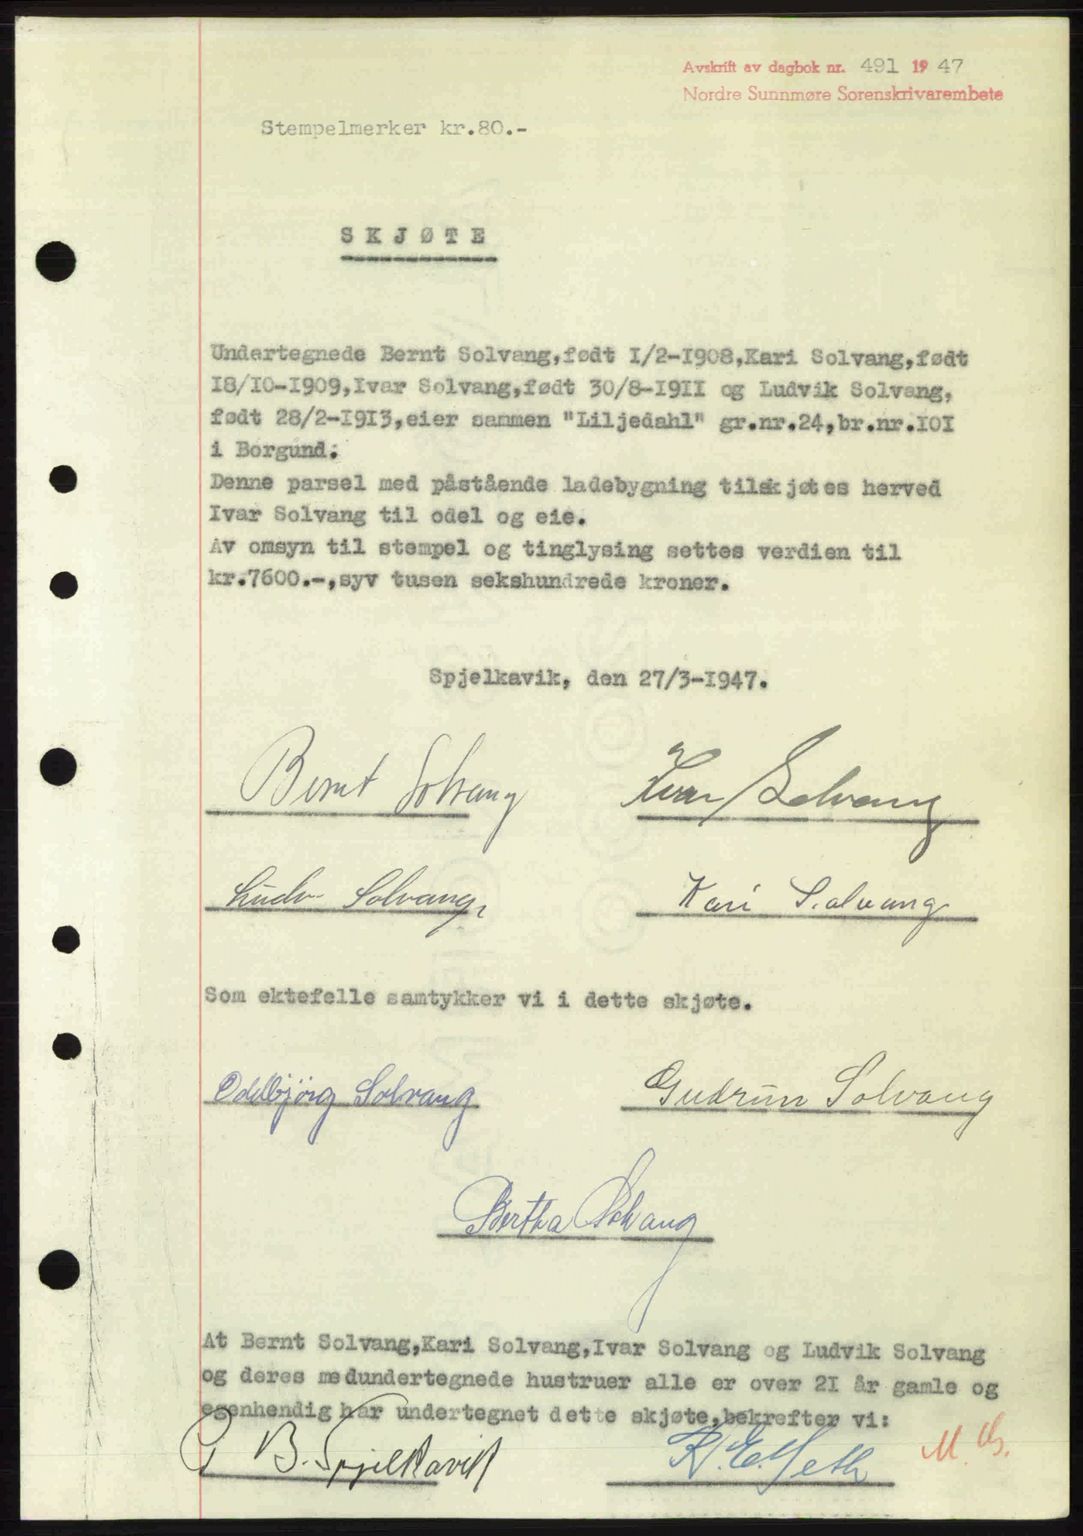 Avskrift av dagbok nr. 491 1947
Nordre Sunnmøre Sorenskrivarembete
Stempelmerker kr.80.-
SKJØTE
Undertegnede Bernt Solvang,født 1/2-1908,Kari Solvang,født
18/10-1909,Ivar Solvang,født 30/8-1911 og Ludvik Solvang,
født 28/2-1913,eier sammen "Liljedahl" gr.nr.24,br.nr.101
i Borgund.
Denne parsel med påstående ladebygning tilskjøtes herved
Ivar Solvang til odel og eie.
Av omsyn til stempel og tinglysing settes verdien til
kr.7600.-,syv tusen sekshundrede kroner.
Spjelkavik, den 27/3-1947.
Bernt Solvang Ivar Solvang
Ludv Solvang, Kari Solvang
Som ektefelle samtykker vi i dette skjøte.
Oddbjörg Solvang Gudrun Solvang
Bertha Solvang
At Bernt Solvang,Kari Solvang,Ivar Solvang og Ludvik Solvang
og deres medundertegnede hustruer alle er over 21 år gamle og
egenhendig har undertegnet dette skjøte,bekrefter vi:
B. Spjelkavik